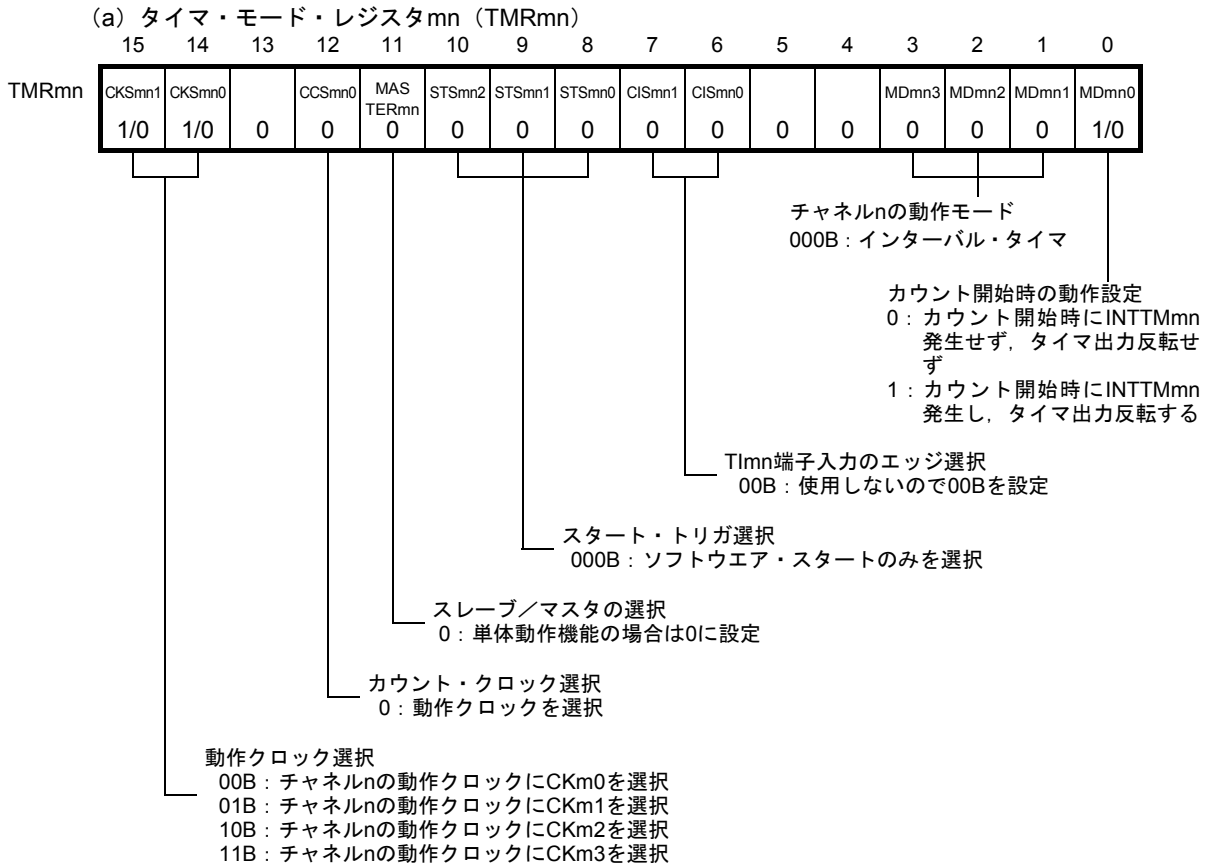 (a) タイマ・モード・レジスタmn（TMRmn）
15 14 13 12 11 10 9 8 7 6 5 4 3 2 1 0
TMRmn CKSmn1 CKSmn0 CCSmn0 MAS TERmn STSmn2 STSmn1 STSmn0 CISmn1 CISmn0 MDmn3 MDmn2 MDmn1 MDmn0
1/0 1/0 0 0 0 0 0 0 0 0 0 0 0 0 0 1/0
チャネルnの動作モード
000B：インターバル・タイマ
カウント開始時の動作設定
0：カウント開始時にINTTMmn
発生せず，タイマ出力反転せ
ず
1：カウント開始時にINTTMmn
発生し，タイマ出力反転する
TImn端子入力のエッジ選択
00B：使用しないので00Bを設定
スタート・トリガ選択
000B：ソフトウエア・スタートのみを選択
スレーブ／マスタの選択
0：単体動作機能の場合は0に設定
カウント・クロック選択
0：動作クロックを選択
動作クロック選択
00B：チャネルnの動作クロックにCKm0を選択
01B：チャネルnの動作クロックにCKm1を選択
10B：チャネルnの動作クロックにCKm2を選択
11B：チャネルnの動作クロックにCKm3を選択